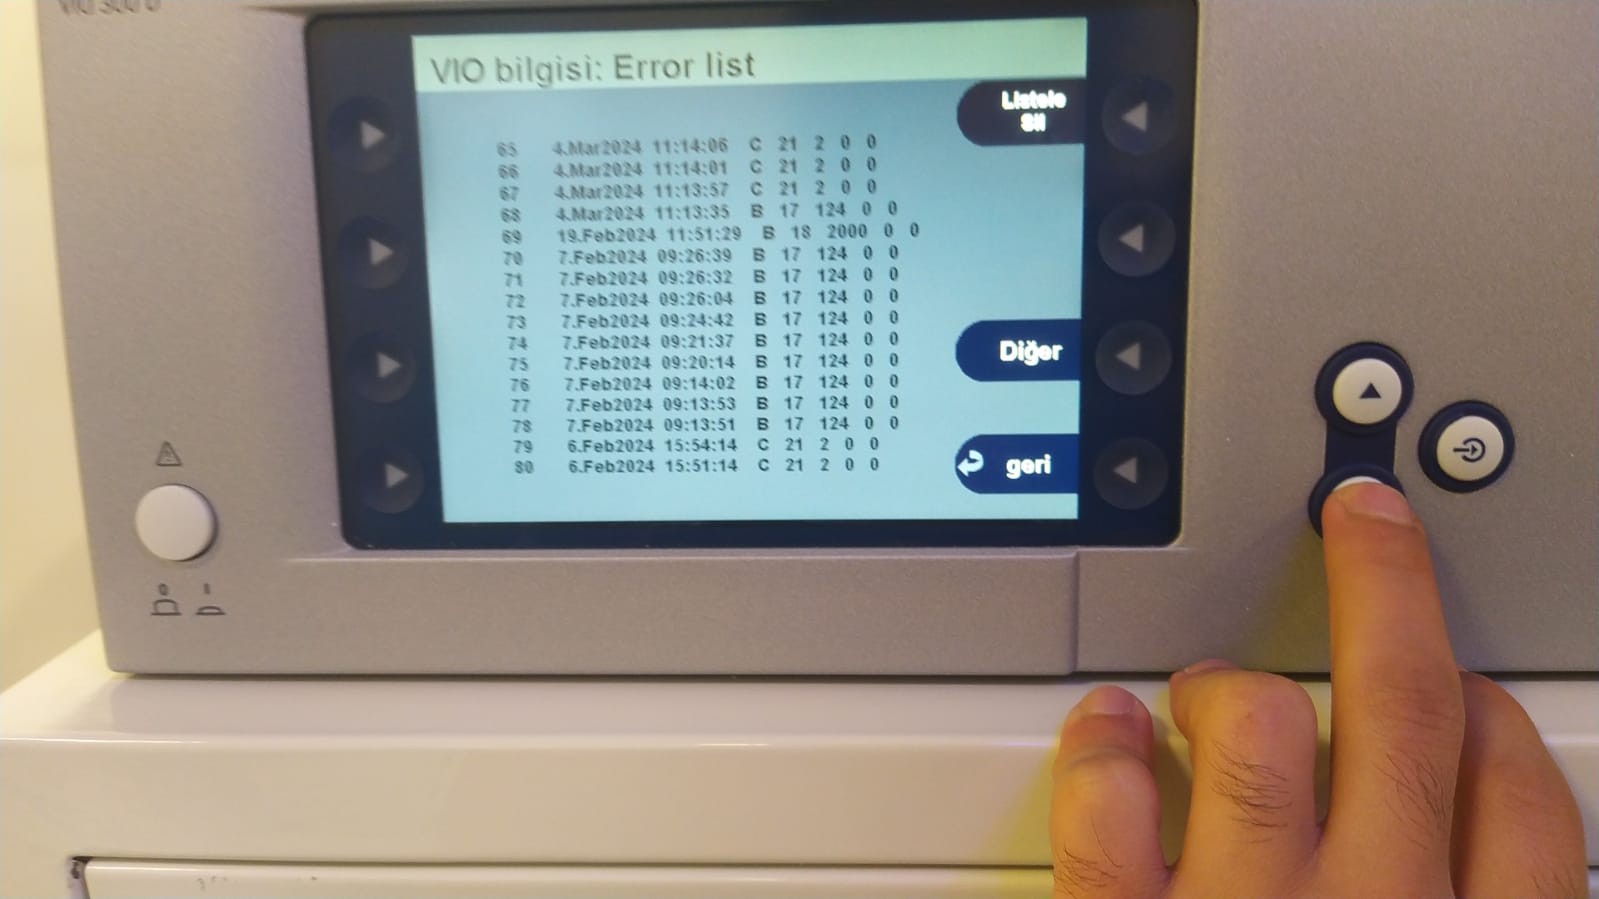 VIO 300 D
VIO bilgisi: Error list
Listele
Sil
65 4.Mar2024 11:14:06 C 21 2 0 0
66 4.Mar2024 11:14:01 C 21 2 0 0
67 4.Mar2024 11:13:57 C 21 2 0 0
68 4.Mar2024 11:13:35 B 17 124 0 0
69 19.Feb2024 11:51:29 B 18 2000 0 0
70 7.Feb2024 09:26:39 B 17 124 0 0
71 7.Feb2024 09:26:32 B 17 124 0 0
72 7.Feb2024 09:26:04 B 17 124 0 0
73 7.Feb2024 09:24:42 B 17 124 0 0
74 7.Feb2024 09:21:37 B 17 124 0 0
75 7.Feb2024 09:20:14 B 17 124 0 0
76 7.Feb2024 09:14:02 B 17 124 0 0
77 7.Feb2024 09:13:53 B 17 124 0 0
78 7.Feb2024 09:13:51 B 17 124 0 0
79 6.Feb2024 15:54:14 C 21 2 0 0
80 6.Feb2024 15:51:14 C 21 2 0 0
Diğer
geri
0 I